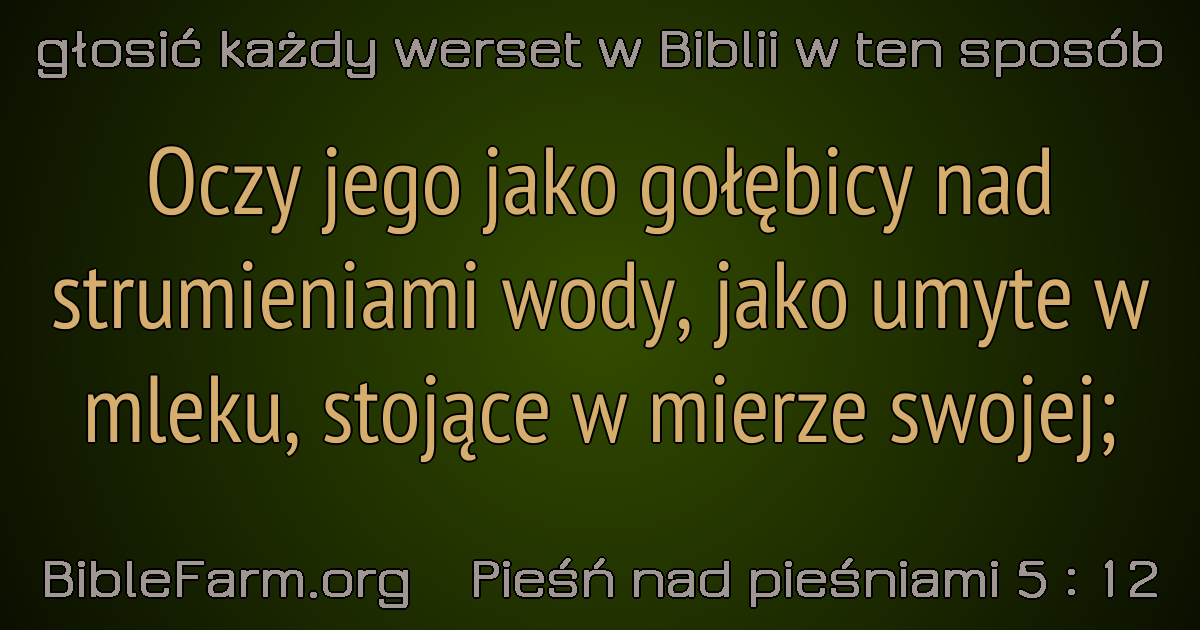 głosić każdy werset w Biblii w ten sposób
Oczy jego jako gołębicy nad
strumieniami wody, jako umyte w
mleku, stojące w mierze swojej;
BibleFarm.org Pieśń nad pieśniami 5 : 12